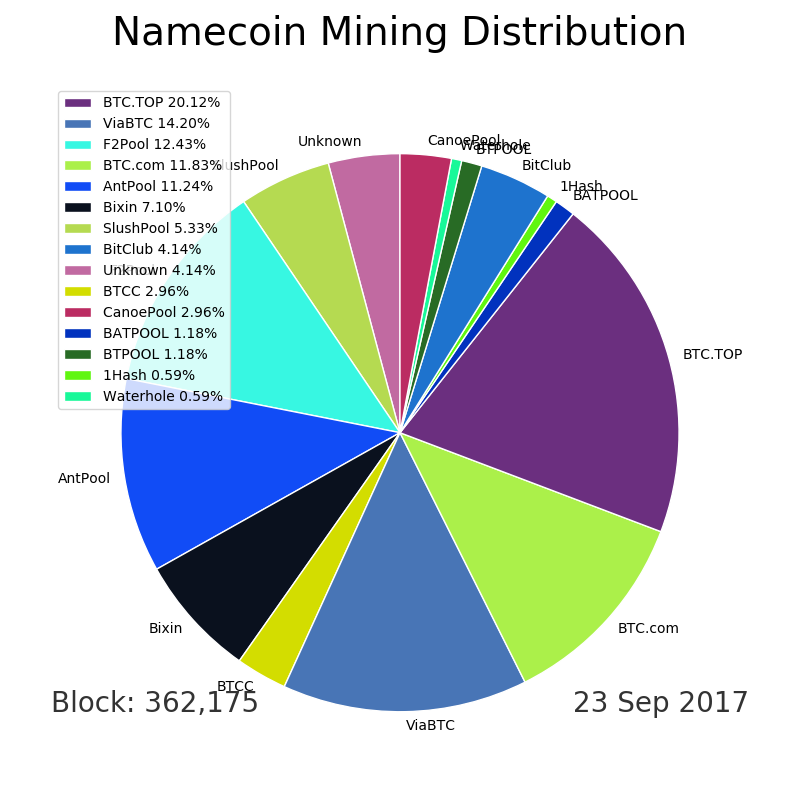 Namecoin Mining Distribution
BTC.TOP 20.12%
ViaBTC 14.20%
F2Pool 12.43%
BTC.com 11.83%
AntPool 11.24%
Bixin 7.10%
SlushPool 5.33%
BitClub 4.14%
Unknown 4.14%
BTCC 2.96%
CanoePool 2.96%
BATPOOL 1.18%
BTPOOL 1.18%
1Hash 0.59%
Waterhole 0.59%
Unknown
SlushPool
CanoePool
Waterhole
BTPOOL
BitClub
1Hash
BATPOOL
BTC.TOP
AntPool
Bixin
BTC.com
BTCC
ViaBTC
Block: 362,175
23 Sep 2017